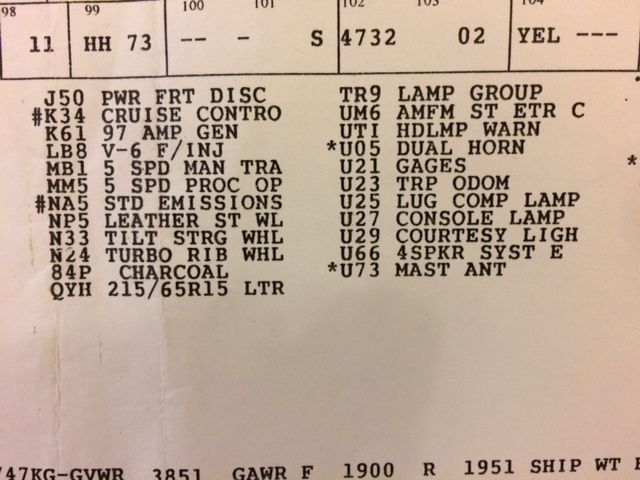 98 99 100 101 102 103 104
11 HH 73 -- - S 4732 02 YEL ---
J50 PWR FRT DISC
#K34 CRUISE CONTRO
K61 97 AMP GEN
LB8 V-6 F/INJ
MB1 5 SPD MAN TRA
MM5 5 SPD PROC OP
#NA5 STD EMISSIONS
NP5 LEATHER ST WL
N33 TILT STRG WHL
N24 TURBO RIB WHL
84P CHARCOAL
QYH 215/65R15 LTR
TR9 LAMP GROUP
UM6 AMFM ST ETR C
UT1 HDLMP WARN
*U05 DUAL HORN
U21 GAGES *
U23 TRP ODOM
U25 LUG COMP LAMP
U27 CONSOLE LAMP
U29 COURTESY LIGH
U66 4SPKR SYST E
*U73 MAST ANT
747KG-GVWR 3851 GAWR F 1900 R 1951 SHIP WT